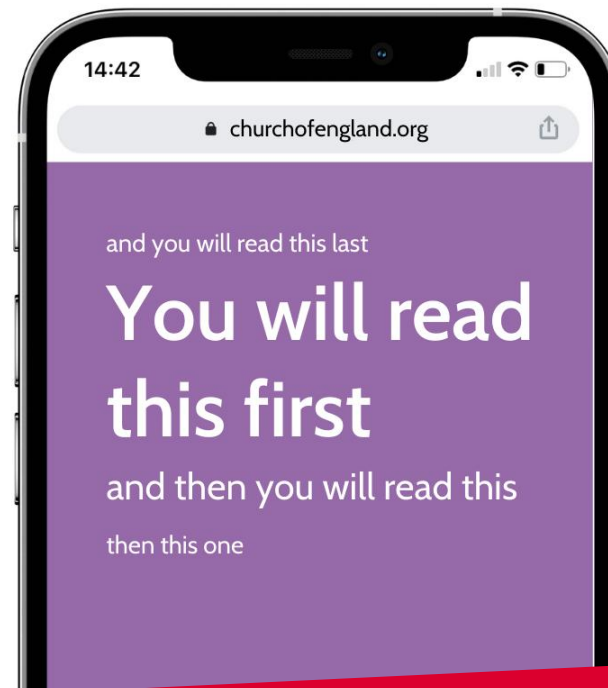 14:42
churchofengland.org
and you will read this last
You will read
this first
and then you will read this
then this one